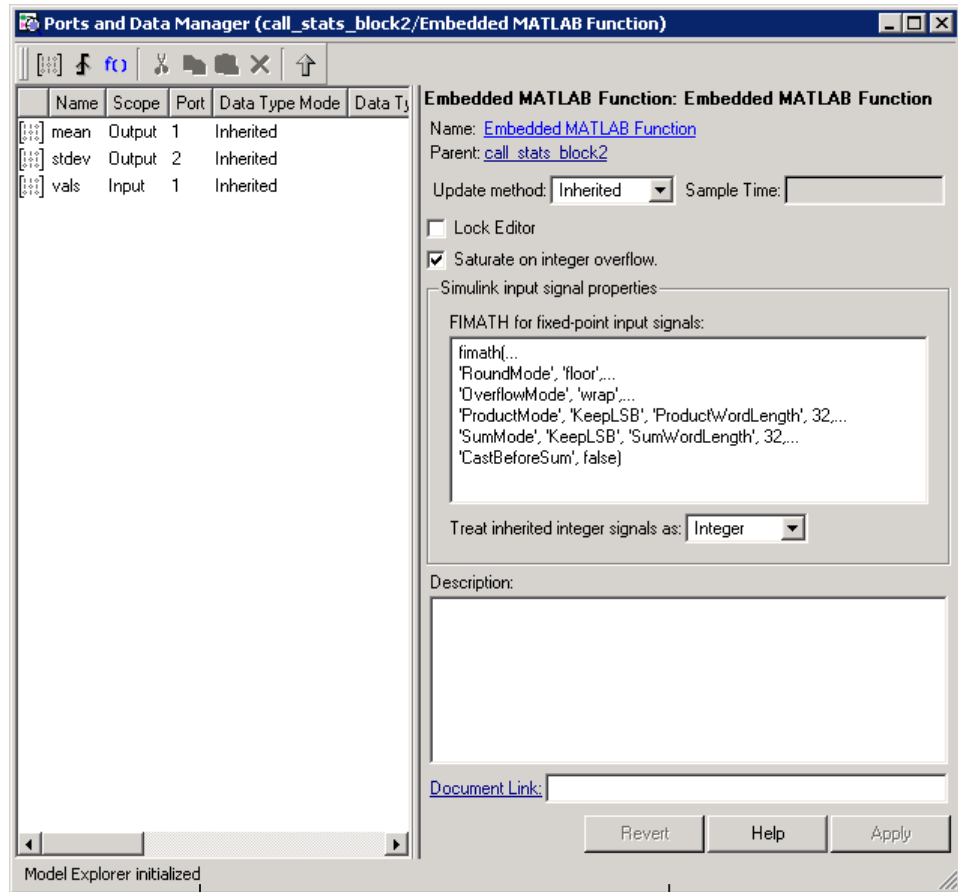 Ports and Data Manager (call_stats_block2/Embedded MATLAB Function)
f()
Name Scope Port Data Type Mode Data Ty
mean Output 1 Inherited
stdev Output 2 Inherited
vals Input 1 Inherited
Embedded MATLAB Function: Embedded MATLAB Function
Name: Embedded MATLAB Function
Parent: call_stats_block2
Update method: Inherited Sample Time:
Lock Editor
Saturate on integer overflow.
Simulink input signal properties
FIMATH for fixed-point input signals:
fimath(...
'RoundMode', 'floor',...
'OverflowMode', 'wrap',...
'ProductMode', 'KeepLSB', 'ProductWordLength', 32,...
'SumMode', 'KeepLSB', 'SumWordLength', 32,...
'CastBeforeSum', false)
Treat inherited integer signals as: Integer
Description:
Document Link:
Revert Help Apply
Model Explorer initialized